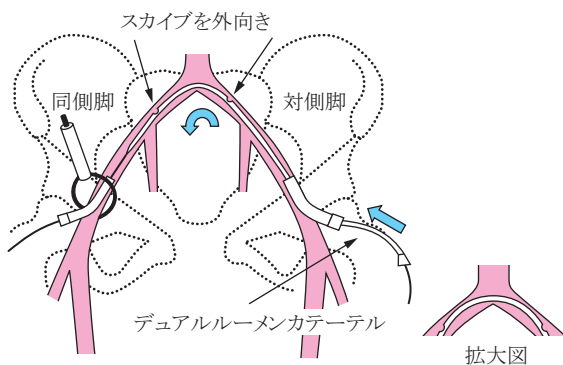 スカイブを外向き
同側脚
対側脚
デュアルルーメンカテーテル
拡大図